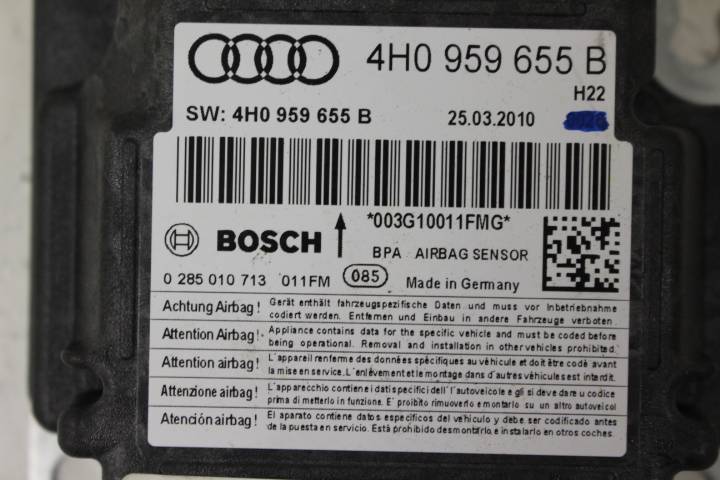 4H0 959 655 B
H22
SW: 4H0 959 655 B 25.03.2010
*003G10011FMG*
BOSCH BPA AIRBAG SENSOR
0 285 010 713 011FM 085 Made in Germany
Achtung Airbag! Gerät enthält fahrzeugspezifische Daten und muss vor Inbetriebnahme
codiert werden. Entfernen und Einbau in andere Fahrzeuge verboten.
Attention Airbag! Appliance contains data for the specific vehicle and must be coded before
being operational. Removal and installation in other vehicles prohibited.
Attention airbag! L'appareil renferme des données spécifiques au véhicule et doit être codé avant
la mise en service. L'enlèvement et le montage dans d'autres véhicules est interdit.
Attenzione airbag! L'apparecchio contiene i dati specifici dell'l'autoveicolo e gli si deve dare u codice
prima di metterlo in funzione. E' proibito rimuoverlo e montarlo su un altro autoveicol
Atención airbag! El aparato contiene datos específicos del vehículo y debe ser codificado antes
de la puesta en servicio. Está prohibido desmontarlo e instalarlo en otros coches.